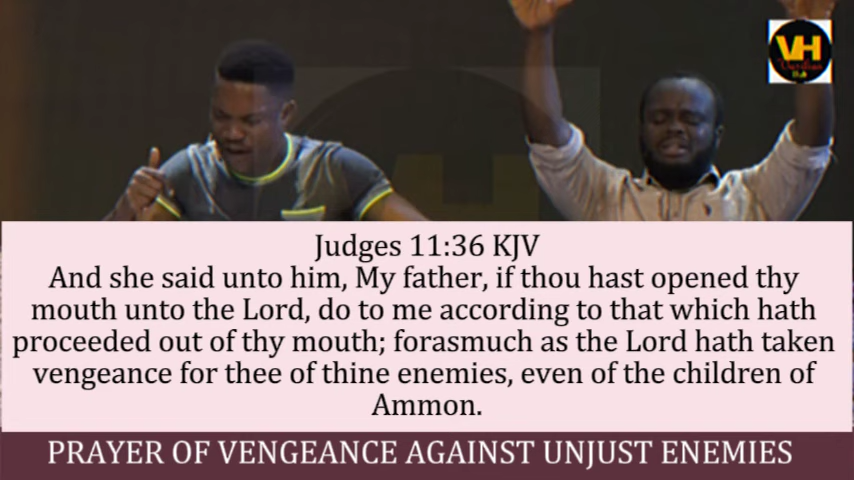 VH
Judges 11:36 KJV
And she said unto him, My father, if thou hast opened thy
mouth unto the Lord, do to me according to that which hath
proceeded out of thy mouth; forasmuch as the Lord hath taken
vengeance for thee of thine enemies, even of the children of
Ammon.
PRAYER OF VENGEANCE AGAINST UNJUST ENEMIES